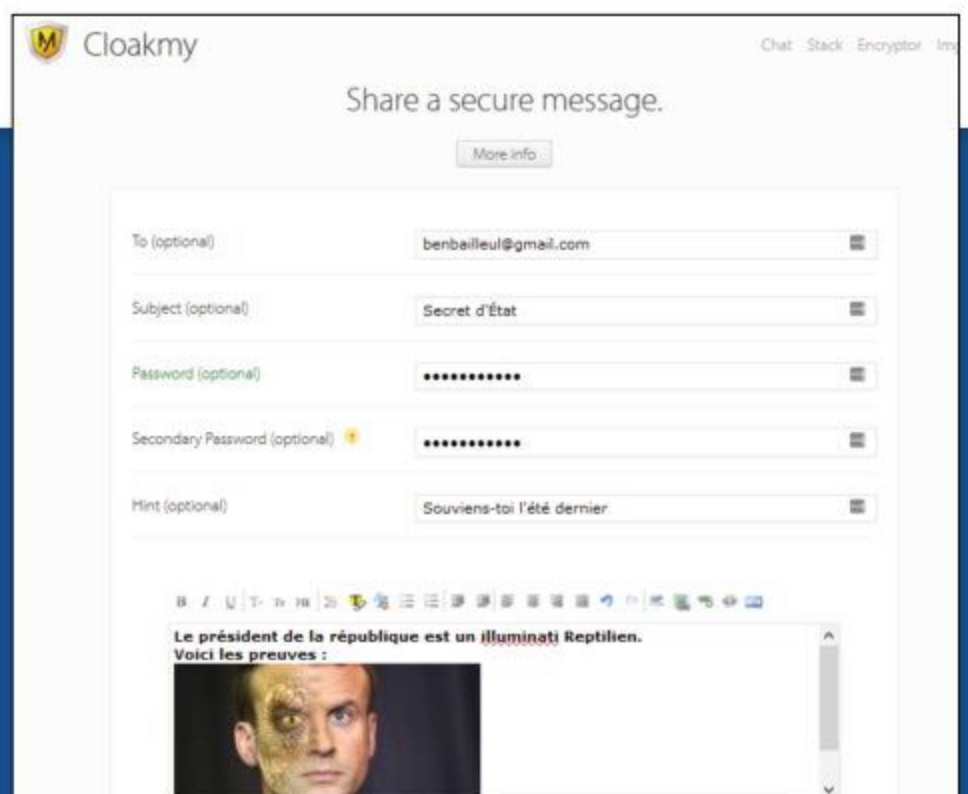 Cloakmy
Chat Stack Encryptor
Share a secure message.
More info
To (optional) benbailleul@gmail.com
Subject (optional) Secret d'État
Password (optional) •••••••••••
Secondary Password (optional) •••••••••••
Hint (optional) Souviens-toi l'été dernier
B I U
Le président de la république est un illuminati Reptilien.
Voici les preuves :